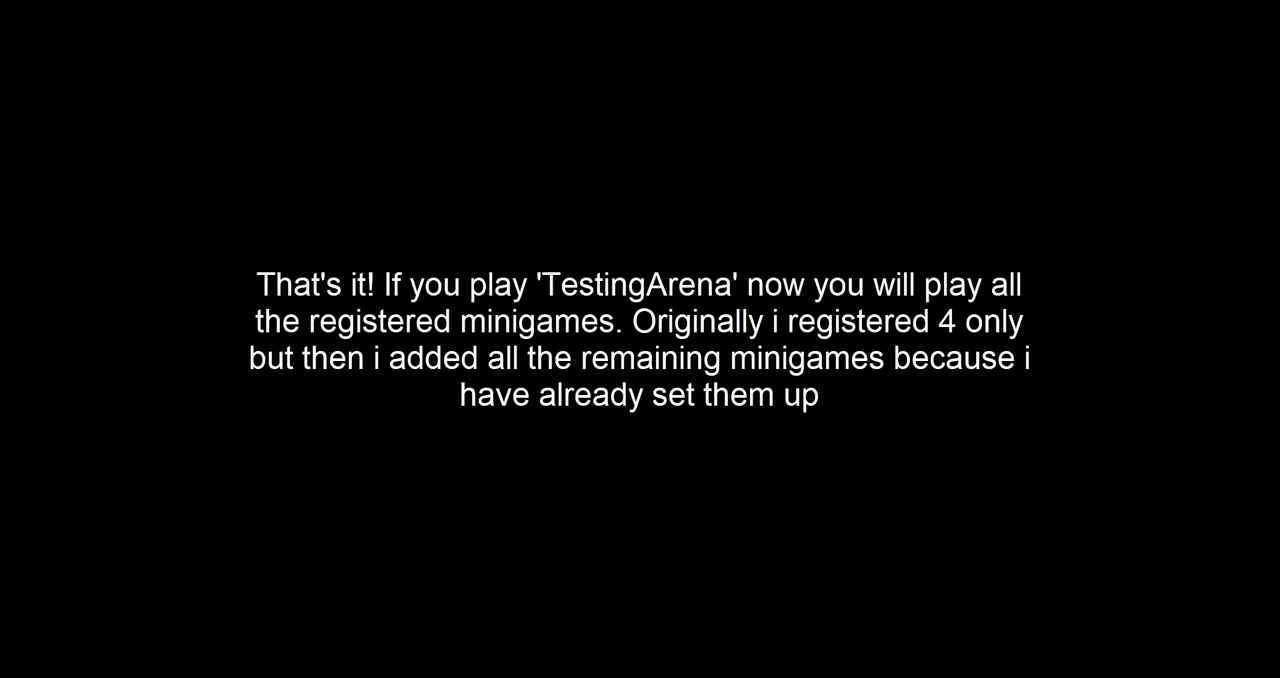 That's it! If you play 'TestingArena' now you will play all
the registered minigames. Originally i registered 4 only
but then i added all the remaining minigames because i
have already set them up